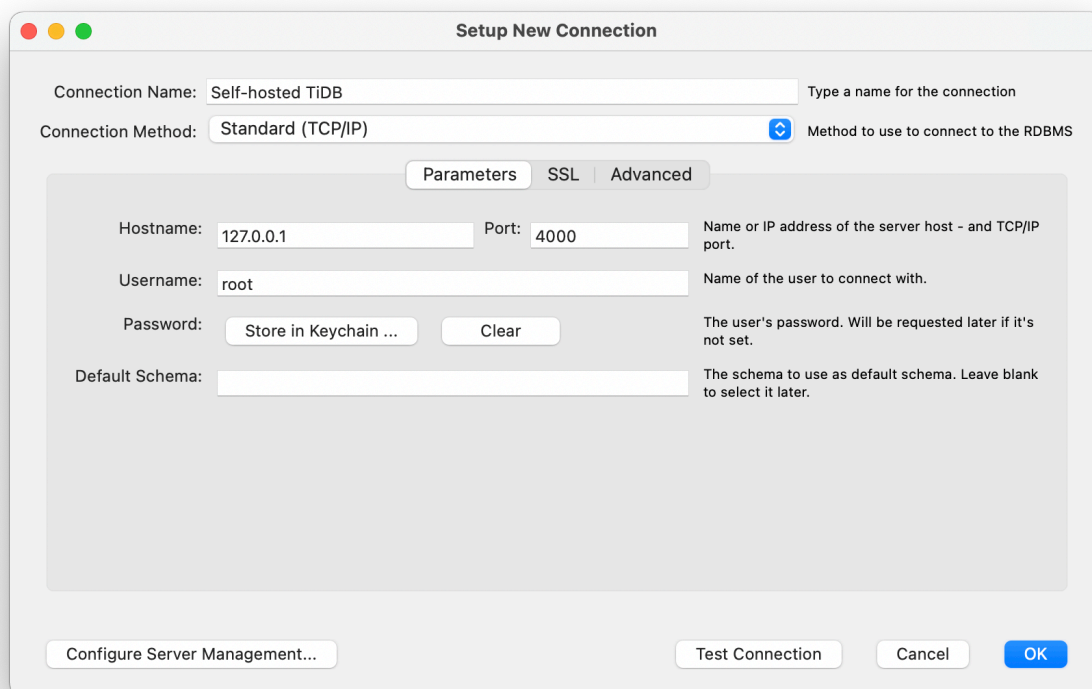 Setup New Connection
Connection Name: Self-hosted TiDB Type a name for the connection
Connection Method: Standard (TCP/IP) Method to use to connect to the RDBMS
Parameters SSL Advanced
Hostname: 127.0.0.1 Port: 4000 Name or IP address of the server host - and TCP/IP
port.
Username: root Name of the user to connect with.
Password: Store in Keychain ... Clear The user's password. Will be requested later if it's
not set.
Default Schema: The schema to use as default schema. Leave blank
to select it later.
Configure Server Management... Test Connection Cancel OK